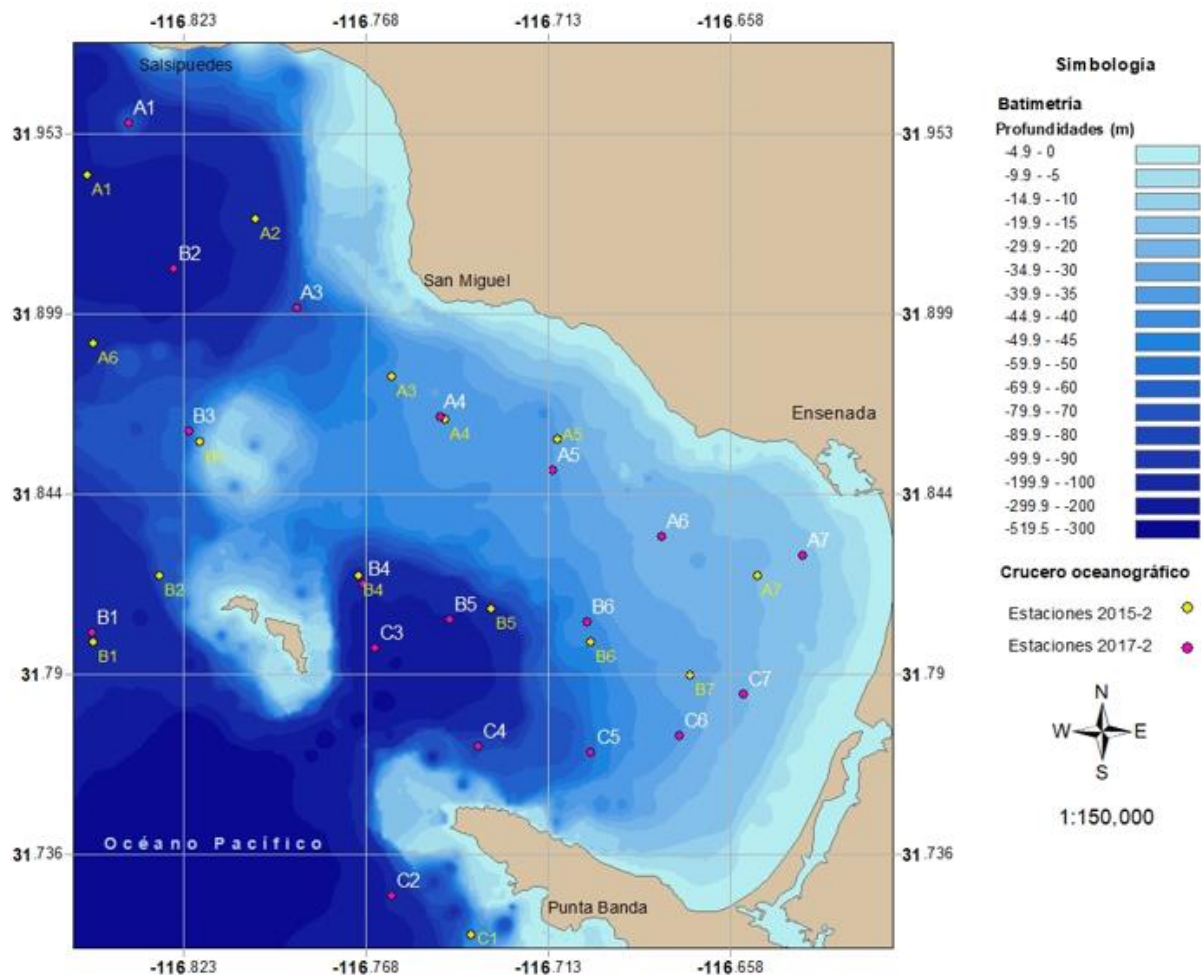 -116.823 -116.768 -116.713 -116.658
Salsipuedes
A1
31.953 31.953
A1
A2
B2
San Miguel
A3
31.899 31.899
A6
A3
Ensenada
A4
B3
A4
A5
A5
31.844 31.844
A6
A7
B4
B2
B4
A7
B5
B5
B6
B1
C3
B1
B6
31.79 31.79
B7
C7
C6
C4
C5
Océano Pacífico
31.736 31.736
C2
Punta Banda
C1
-116.823 -116.768 -116.713 -116.658
Simbología
Batimetría
Profundidades (m)
-4.9 - 0
-9.9 - -5
-14.9 - -10
-19.9 - -15
-29.9 - -20
-34.9 - -30
-39.9 - -35
-44.9 - -40
-49.9 - -45
-59.9 - -50
-69.9 - -60
-79.9 - -70
-89.9 - -80
-99.9 - -90
-199.9 - -100
-299.9 - -200
-519.5 - -300
Crucero oceanográfico
Estaciones 2015-2
Estaciones 2017-2
N
W E
S
1:150,000